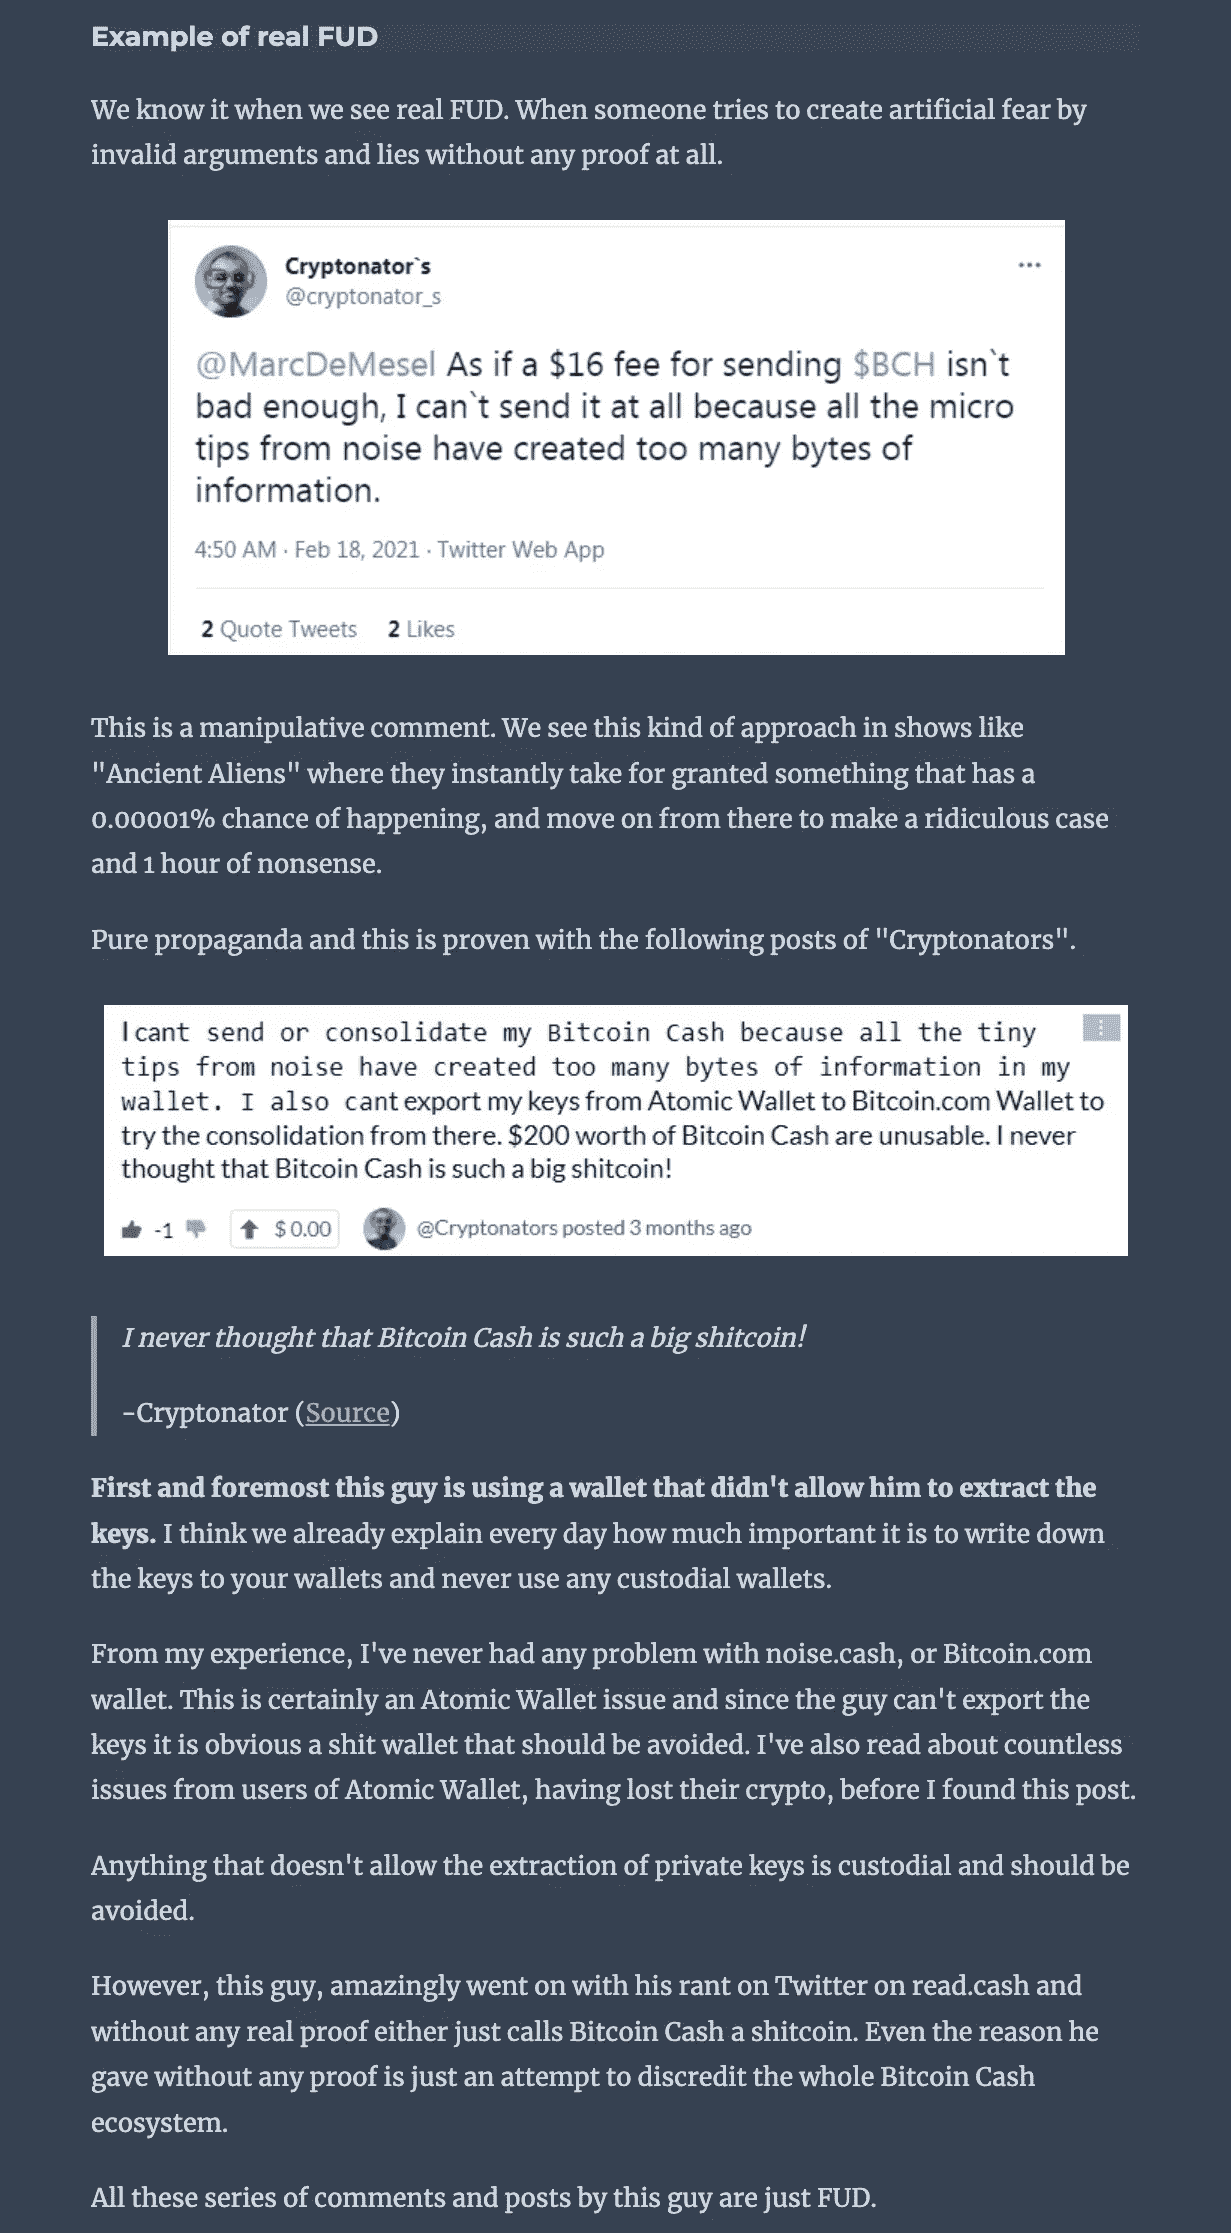 Example of real FUD
We know it when we see real FUD. When someone tries to create artificial fear by
invalid arguments and lies without any proof at all.
Cryptonator`s
@cryptonator_s
@MarcDeMesel As if a $16 fee for sending $BCH isn`t
bad enough, I can`t send it at all because all the micro
tips from noise have created too many bytes of
information.
4:50 AM · Feb 18, 2021 · Twitter Web App
2 Quote Tweets 2 Likes
This is a manipulative comment. We see this kind of approach in shows like
"Ancient Aliens" where they instantly take for granted something that has a
0.00001% chance of happening, and move on from there to make a ridiculous case
and 1 hour of nonsense.
Pure propaganda and this is proven with the following posts of "Cryptonators".
I cant send or consolidate my Bitcoin Cash because all the tiny
tips from noise have created too many bytes of information in my
wallet. I also cant export my keys from Atomic Wallet to Bitcoin.com Wallet to
try the consolidation from there. $200 worth of Bitcoin Cash are unusable. I never
thought that Bitcoin Cash is such a big shitcoin!
-1 $ 0.00 @Cryptonators posted 3 months ago
I never thought that Bitcoin Cash is such a big shitcoin!
-Cryptonator (Source)
First and foremost this guy is using a wallet that didn't allow him to extract the
keys. I think we already explain every day how much important it is to write down
the keys to your wallets and never use any custodial wallets.
From my experience, I've never had any problem with noise.cash, or Bitcoin.com
wallet. This is certainly an Atomic Wallet issue and since the guy can't export the
keys it is obvious a shit wallet that should be avoided. I've also read about countless
issues from users of Atomic Wallet, having lost their crypto, before I found this post.
Anything that doesn't allow the extraction of private keys is custodial and should be
avoided.
However, this guy, amazingly went on with his rant on Twitter on read.cash and
without any real proof either just calls Bitcoin Cash a shitcoin. Even the reason he
gave without any proof is just an attempt to discredit the whole Bitcoin Cash
ecosystem.
All these series of comments and posts by this guy are just FUD.